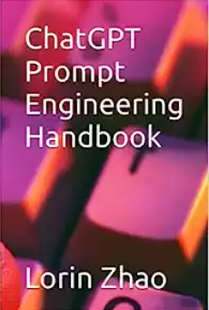 ChatGPT
Prompt
Engineering
Handbook
Lorin Zhao